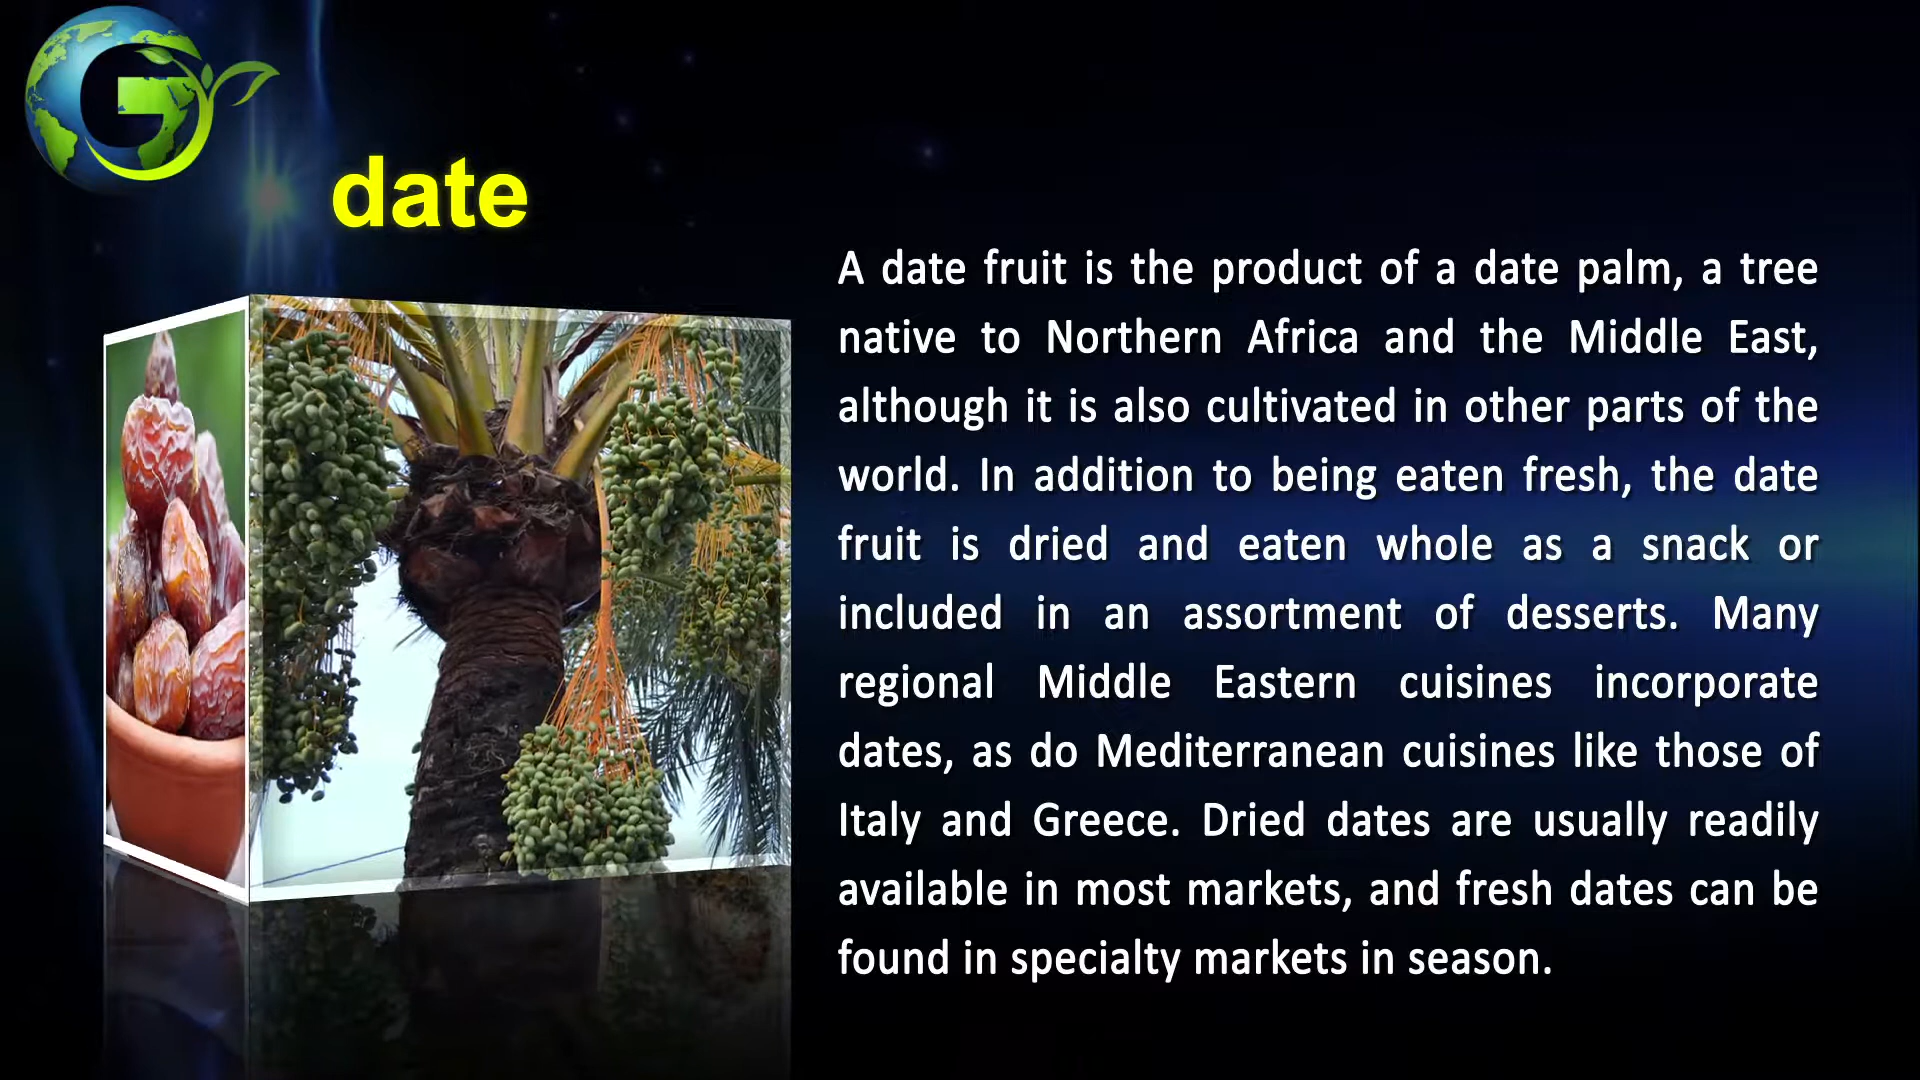 G
date
A date fruit is the product of a date palm, a tree
native to Northern Africa and the Middle East,
although it is also cultivated in other parts of the
world. In addition to being eaten fresh, the date
fruit is dried and eaten whole as a snack or
included in an assortment of desserts. Many
regional Middle Eastern cuisines incorporate
dates, as do Mediterranean cuisines like those of
Italy and Greece. Dried dates are usually readily
available in most markets, and fresh dates can be
found in specialty markets in season.